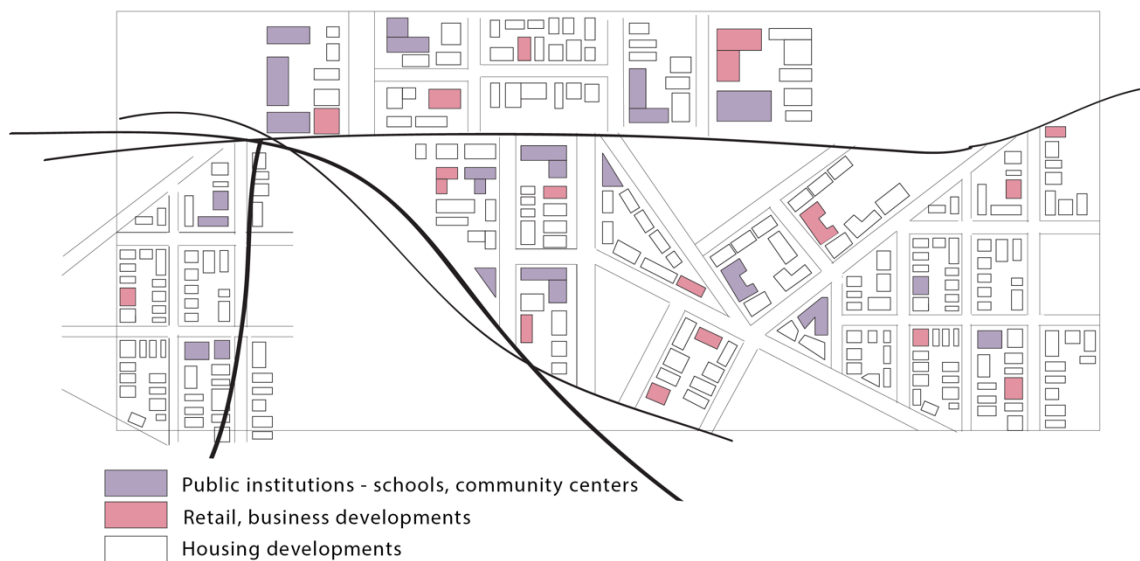 Public institutions - schools, community centers
Retail, business developments
Housing developments